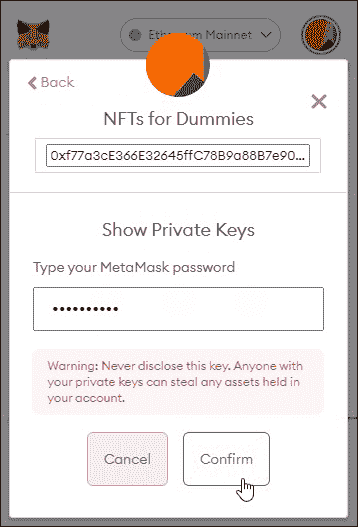 Ethereum Mainnet
Back
NFTs for Dummies
0xf77a3cE366E32645ffC78B9a88B7e90...
Show Private Keys
Type your MetaMask password
••••••••••
Warning: Never disclose this key. Anyone with
your private keys can steal any assets held in
your account.
Cancel
Confirm